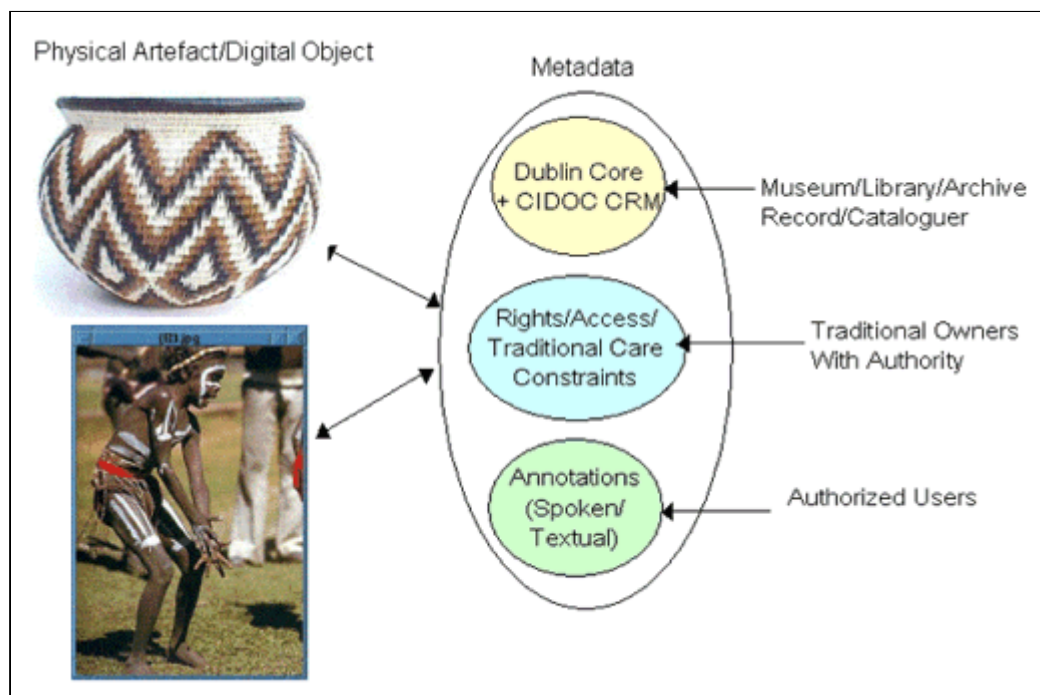 Physical Artefact/Digital Object
Metadata
Dublin Core
+ CIDOC CRM
Museum/Library/Archive
Record/Cataloguer
Rights/Access/
Traditional Care
Constraints
Traditional Owners
With Authority
Annotations
(Spoken/
Textual)
Authorized Users